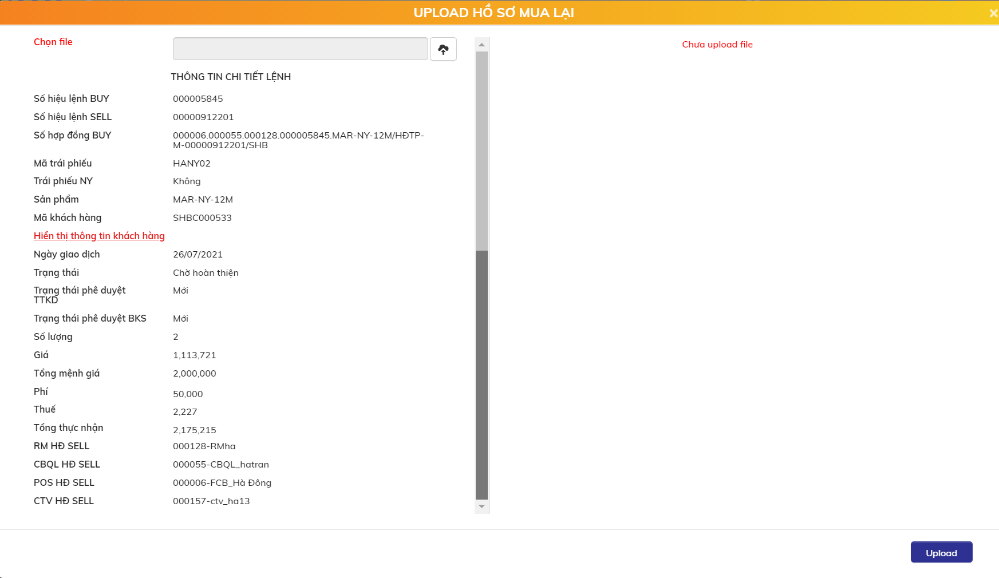 UPLOAD HỒ SƠ MUA LẠI
Chọn file
Chưa upload file
THÔNG TIN CHI TIẾT LỆNH
Số hiệu lệnh BUY 000005845
Số hiệu lệnh SELL 00000912201
Số hợp đồng BUY 000006.000055.000128.000005845.MAR-NY-12M/HĐTP-
M-00000912201/SHB
Mã trái phiếu HANY02
Trái phiếu NY Không
Sản phẩm MAR-NY-12M
Mã khách hàng SHBC000533
Hiển thị thông tin khách hàng
Ngày giao dịch 26/07/2021
Trạng thái Chờ hoàn thiện
Trạng thái phê duyệt Mới
TTKD
Trạng thái phê duyệt BKS Mới
Số lượng 2
Giá 1,113,721
Tổng mệnh giá 2,000,000
Phí 50,000
Thuế 2,227
Tổng thực nhận 2,175,215
RM HĐ SELL 000128-RMha
CBQL HĐ SELL 000055-CBQL_hatran
POS HĐ SELL 000006-FCB_Hà Đông
CTV HĐ SELL 000157-ctv_ha13
Upload